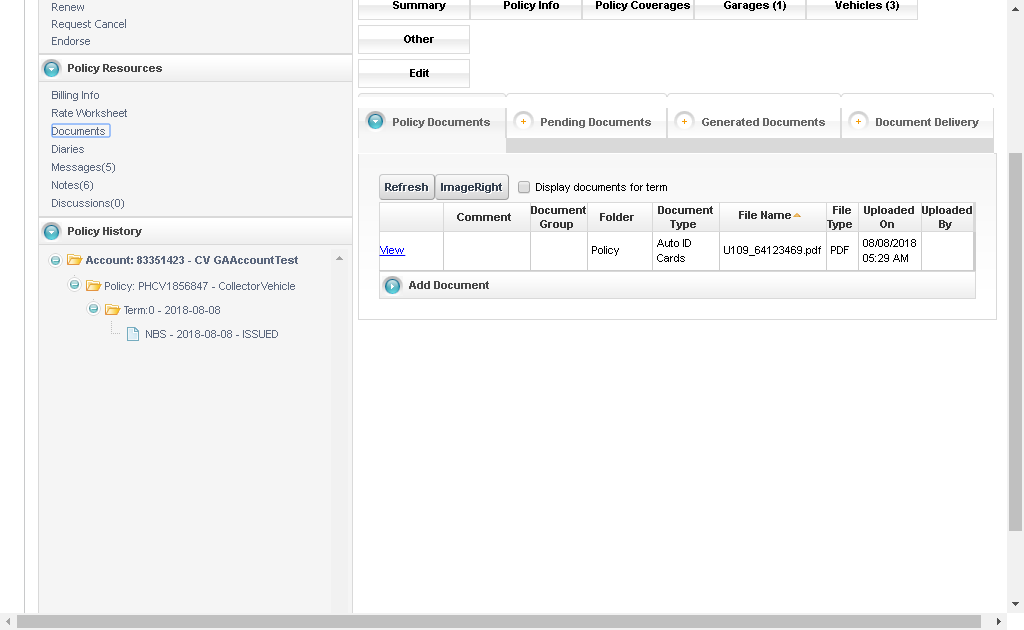 Renew
Request Cancel
Endorse
Policy Resources
Billing Info
Rate Worksheet
Documents
Diaries
Messages(5)
Notes(6)
Discussions(0)
Policy History
Account: 83351423 - CV GAAccountTest
Policy: PHCV1856847 - CollectorVehicle
Term:0 - 2018-08-08
NBS - 2018-08-08 - ISSUED
Summary Policy Info Policy Coverages Garages (1) Vehicles (3)
Other
Edit
Policy Documents Pending Documents Generated Documents Document Delivery
Refresh ImageRight Display documents for term
Comment Document Group Folder Document Type File Name File Type Uploaded On Uploaded By
View Policy Auto ID Cards U109_64123469.pdf PDF 08/08/2018 05:29 AM
Add Document